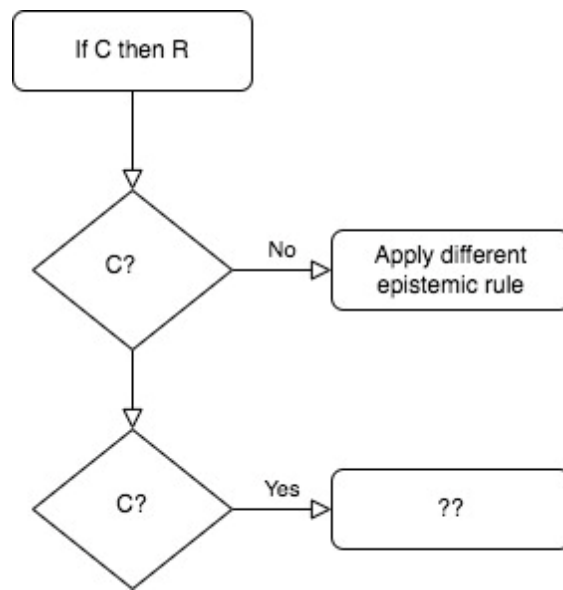 If C then R
C?
No
Apply different
epistemic rule
C?
Yes
??